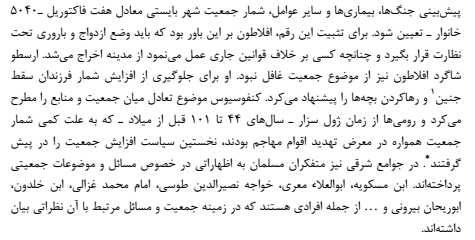 پیش‌بینی جنگ‌ها، بیماری‌ها و سایر عوامل، شمار جمعیت شهر بایستی معادل هفت فاکتوریل ـ۵۰۴۰
خانوار ـ تعیین شود. برای تثبیت این رقم، افلاطون بر این باور بود که باید وضع ازدواج و باروری تحت
نظارت قرار بگیرد و چنانچه کسی بر خلاف قوانین جاری عمل می‌نمود از مدینه اخراج می‌شد. ارسطو
شاگرد افلاطون نیز از موضوع جمعیت غافل نبود. او برای جلوگیری از افزایش شمار فرزندان سقط
جنین۱ و رهاکردن بچه‌ها را پیشنهاد می‌کرد. کنفوسیوس موضوع تعادل میان جمعیت و منابع را مطرح
می‌کرد و رومی‌ها از زمان ژول سزار ـ سال‌های ۴۴ تا ۱۰۱ قبل از میلاد ـ که به علت کمی شمار
جمعیت همواره در معرض تهدید اقوام مهاجم بودند، نخستین سیاست افزایش جمعیت را در پیش
گرفتند*. در جوامع شرقی نیز متفکران مسلمان به اظهاراتی در خصوص مسائل و موضوعات جمعیتی
پرداخته‌اند. ابن مسکویه، ابوالعلاء معری، خواجه نصیرالدین طوسی، امام محمد غزالی، ابن خلدون،
ابوریحان بیرونی و ... از جمله افرادی هستند که در زمینه جمعیت و مسائل مرتبط با آن نظراتی بیان
داشته‌اند.